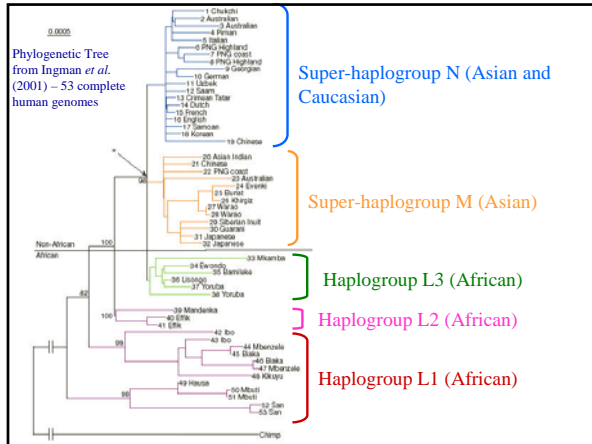 0.0005
Phylogenetic Tree
from Ingman et al.
(2001) – 53 complete
human genomes
1 Chukchi
2 Australian
3 Australian
4 Piman
5 Italian
6 PNG Highland
7 PNG coast
8 PNG Highland
9 Georgian
10 German
11 Uzbek
12 Saam
13 Crimean Tatar
14 Dutch
15 French
16 English
17 Samoan
18 Korean
19 Chinese
Super-haplogroup N (Asian and
Caucasian)
*
98
20 Asian Indian
21 Chinese
22 PNG coast
23 Australian
24 Evenki
25 Buriat
26 Khirgiz
27 Warao
28 Warao
29 Siberian Inuit
30 Guarani
31 Japanese
32 Japanese
Super-haplogroup M (Asian)
100
Non-African
African
33 Mkamba
34 Ewondo
35 Bamileke
36 Lisongo
37 Yoruba
38 Yoruba
Haplogroup L3 (African)
82
100
39 Mandenka
40 Effik
41 Effik
Haplogroup L2 (African)
99
42 Ibo
43 Ibo
44 Mbenzele
45 Biaka
46 Biaka
47 Mbenzele
48 Kikuyu
98
49 Hausa
50 Mbuti
51 Mbuti
52 San
53 San
Haplogroup L1 (African)
Chimp